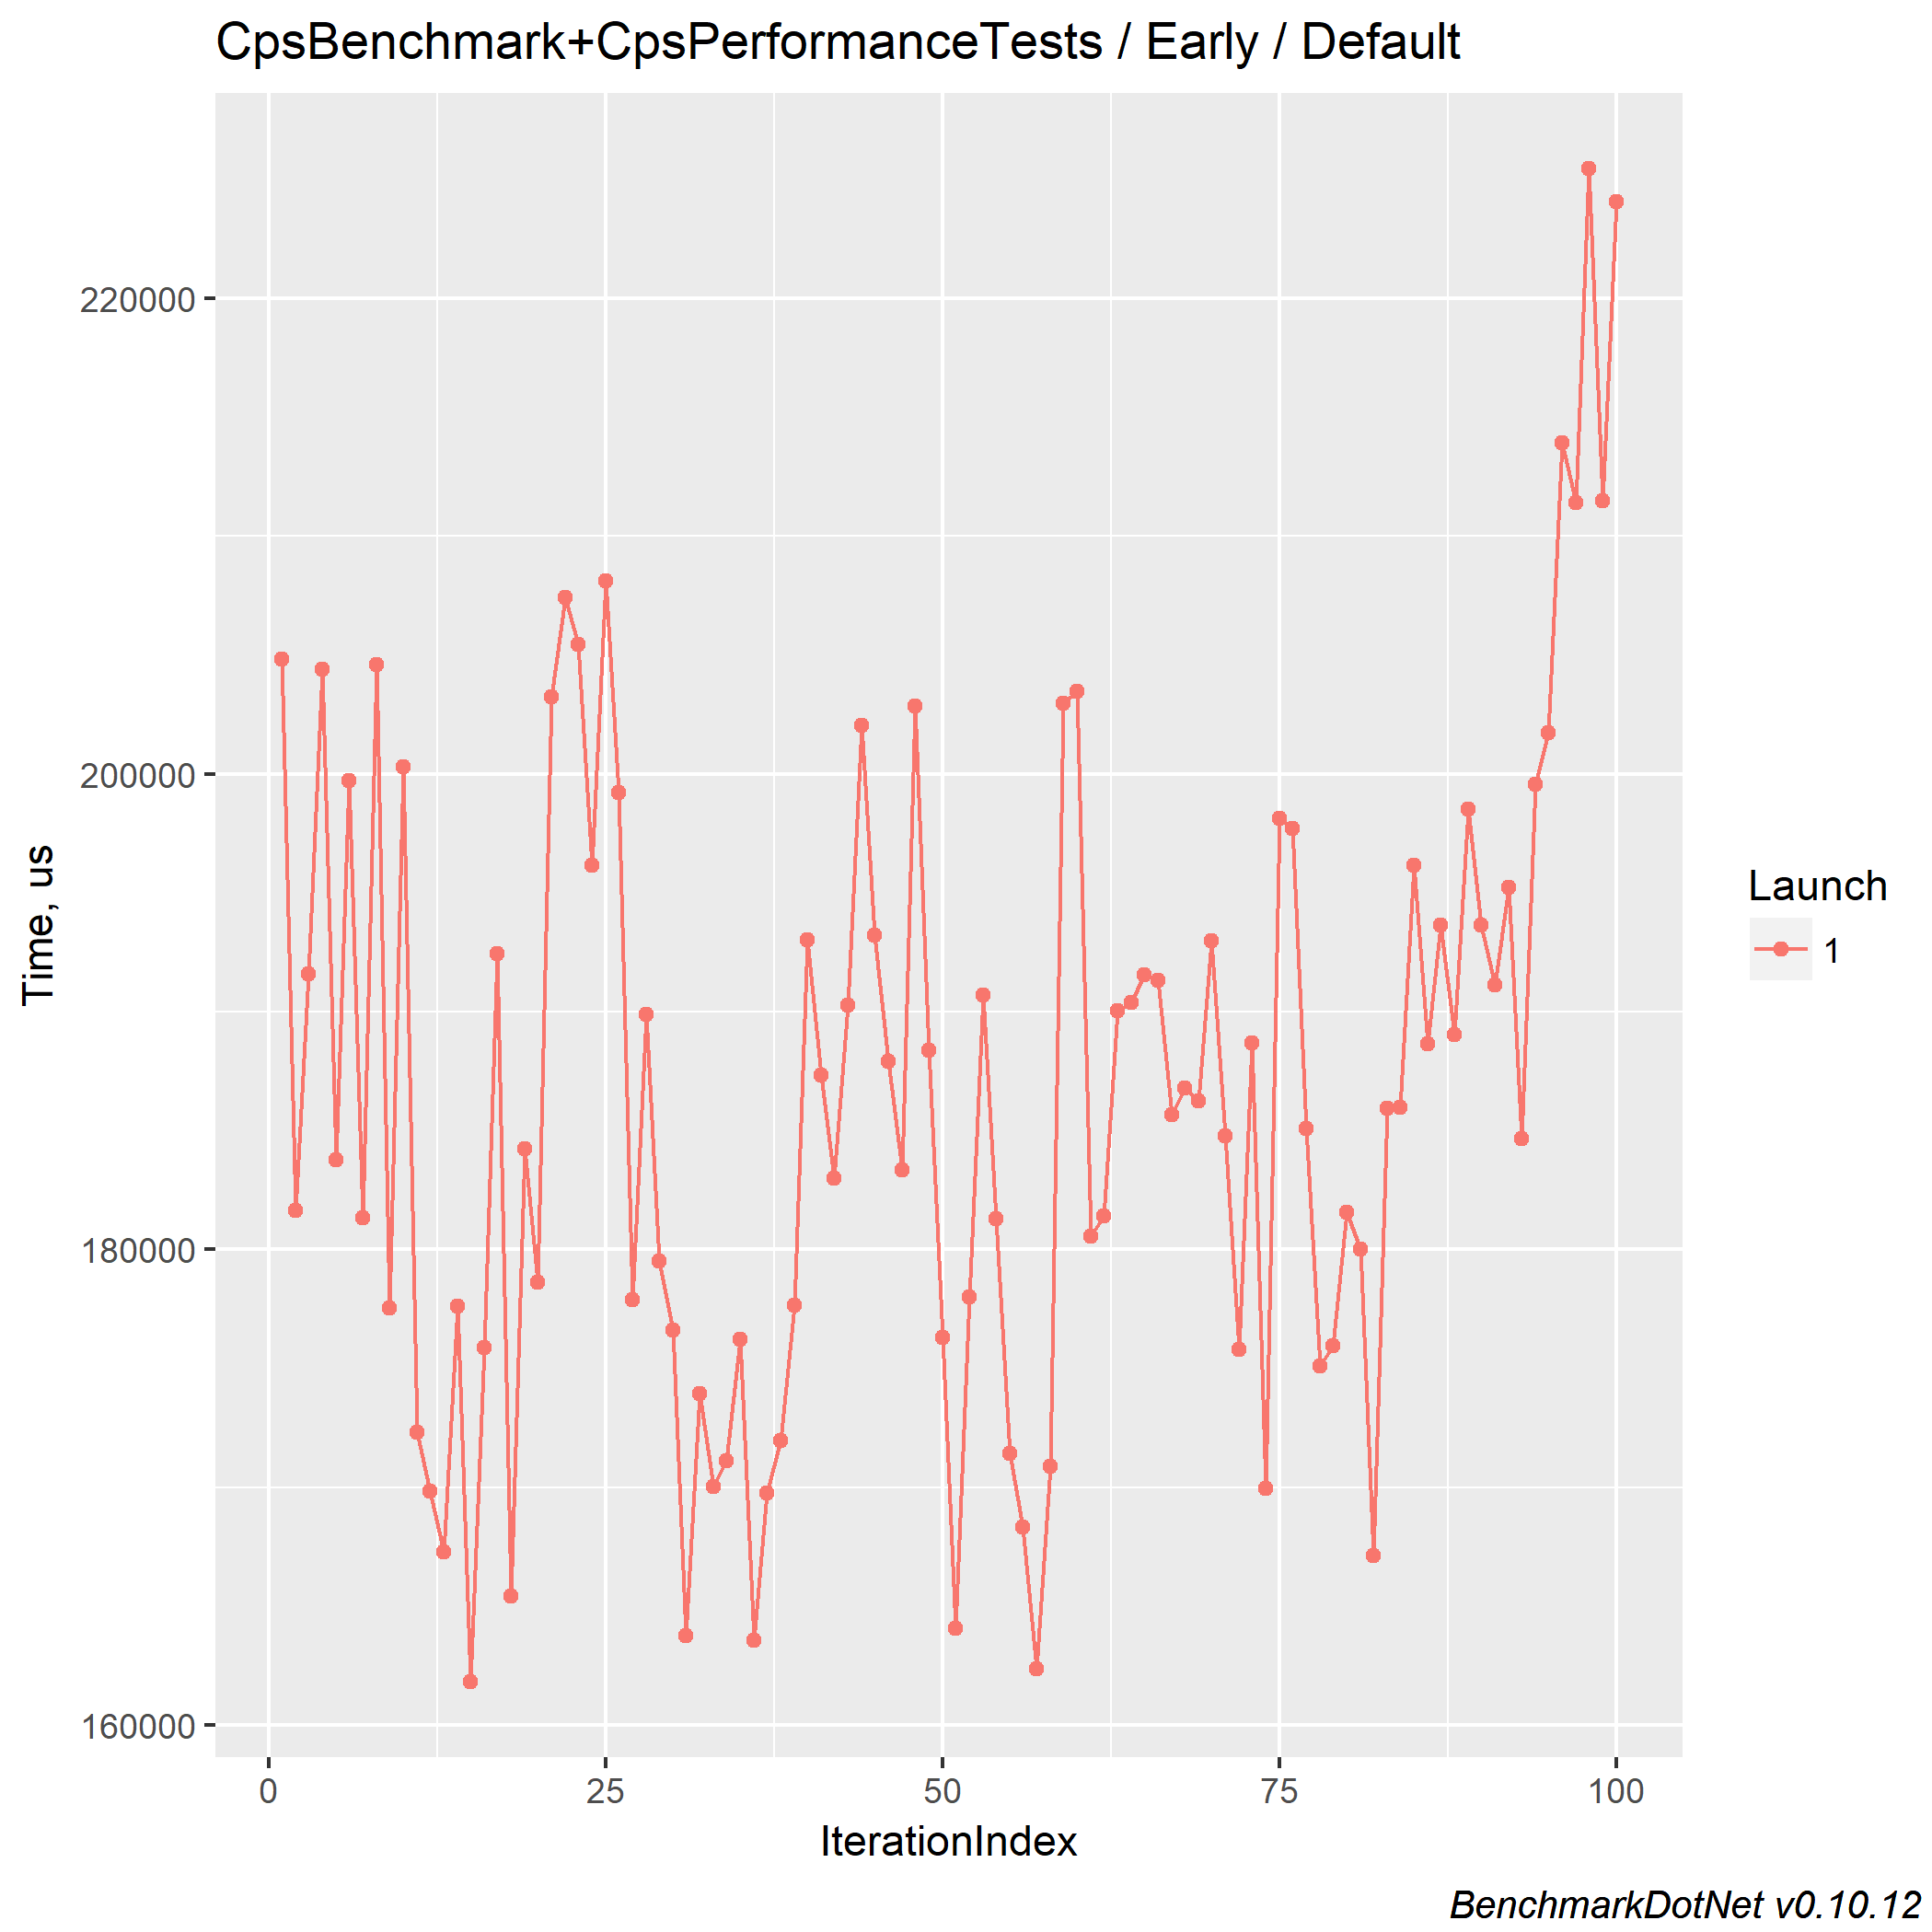 CpsBenchmark+CpsPerformanceTests / Early / Default
220000
200000
180000
160000
Time, us
0 25 50 75 100
IterationIndex
Launch
1
BenchmarkDotNet v0.10.12